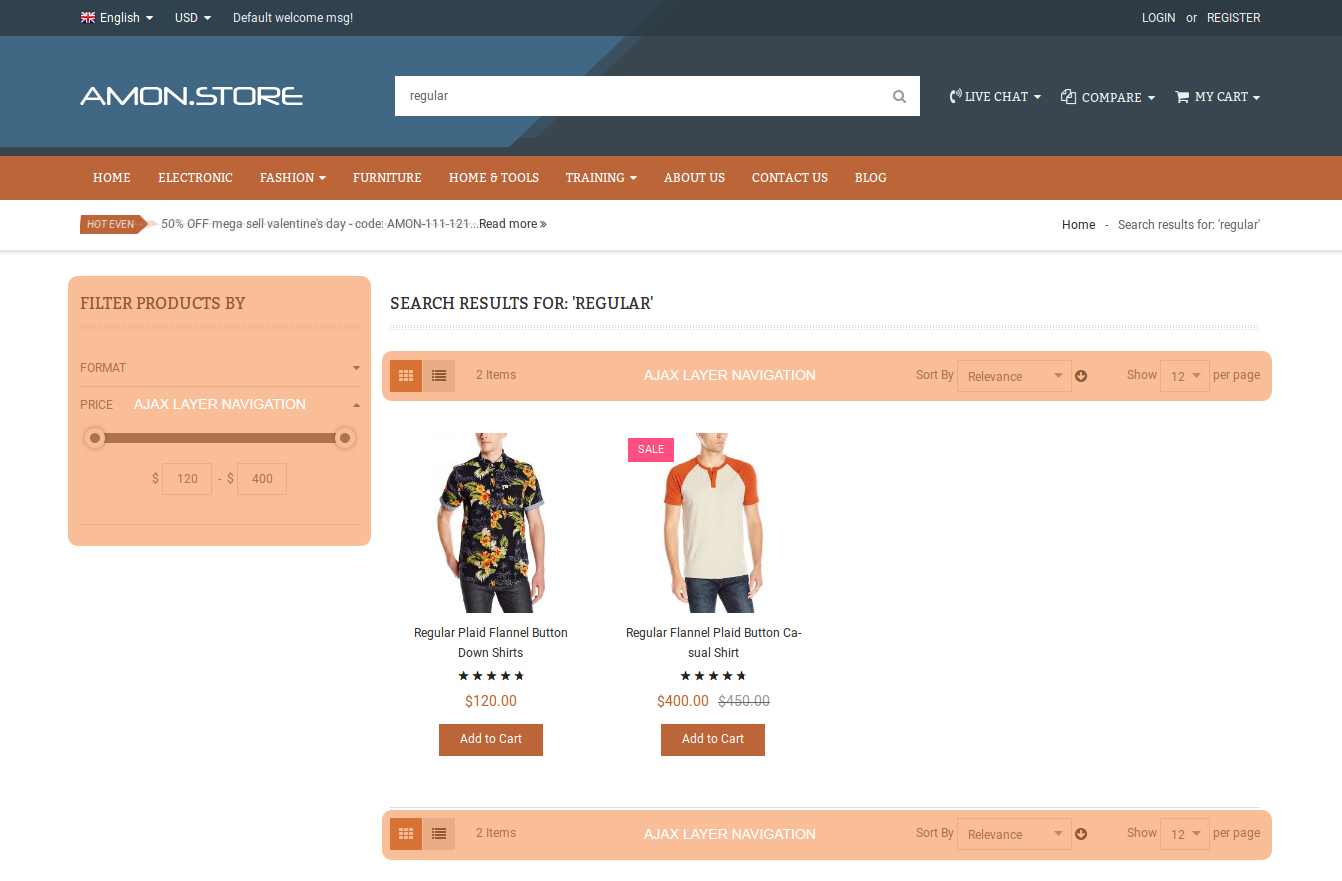 English USD Default welcome msg! LOGIN or REGISTER
AMON.STORE regular LIVE CHAT COMPARE MY CART
HOME ELECTRONIC FASHION FURNITURE HOME & TOOLS TRAINING ABOUT US CONTACT US BLOG
HOT EVEN 50% OFF mega sell valentine's day - code: AMON-111-121... Read more » Home - Search results for: 'regular'
FILTER PRODUCTS BY
FORMAT
PRICE AJAX LAYER NAVIGATION
$ 120 - $ 400
SEARCH RESULTS FOR: 'REGULAR'
2 Items AJAX LAYER NAVIGATION Sort By Relevance Show 12 per page
SALE
Regular Plaid Flannel Button
Down Shirts
$120.00
Add to Cart
Regular Flannel Plaid Button Ca-
sual Shirt
$400.00 $450.00
Add to Cart
2 Items AJAX LAYER NAVIGATION Sort By Relevance Show 12 per page